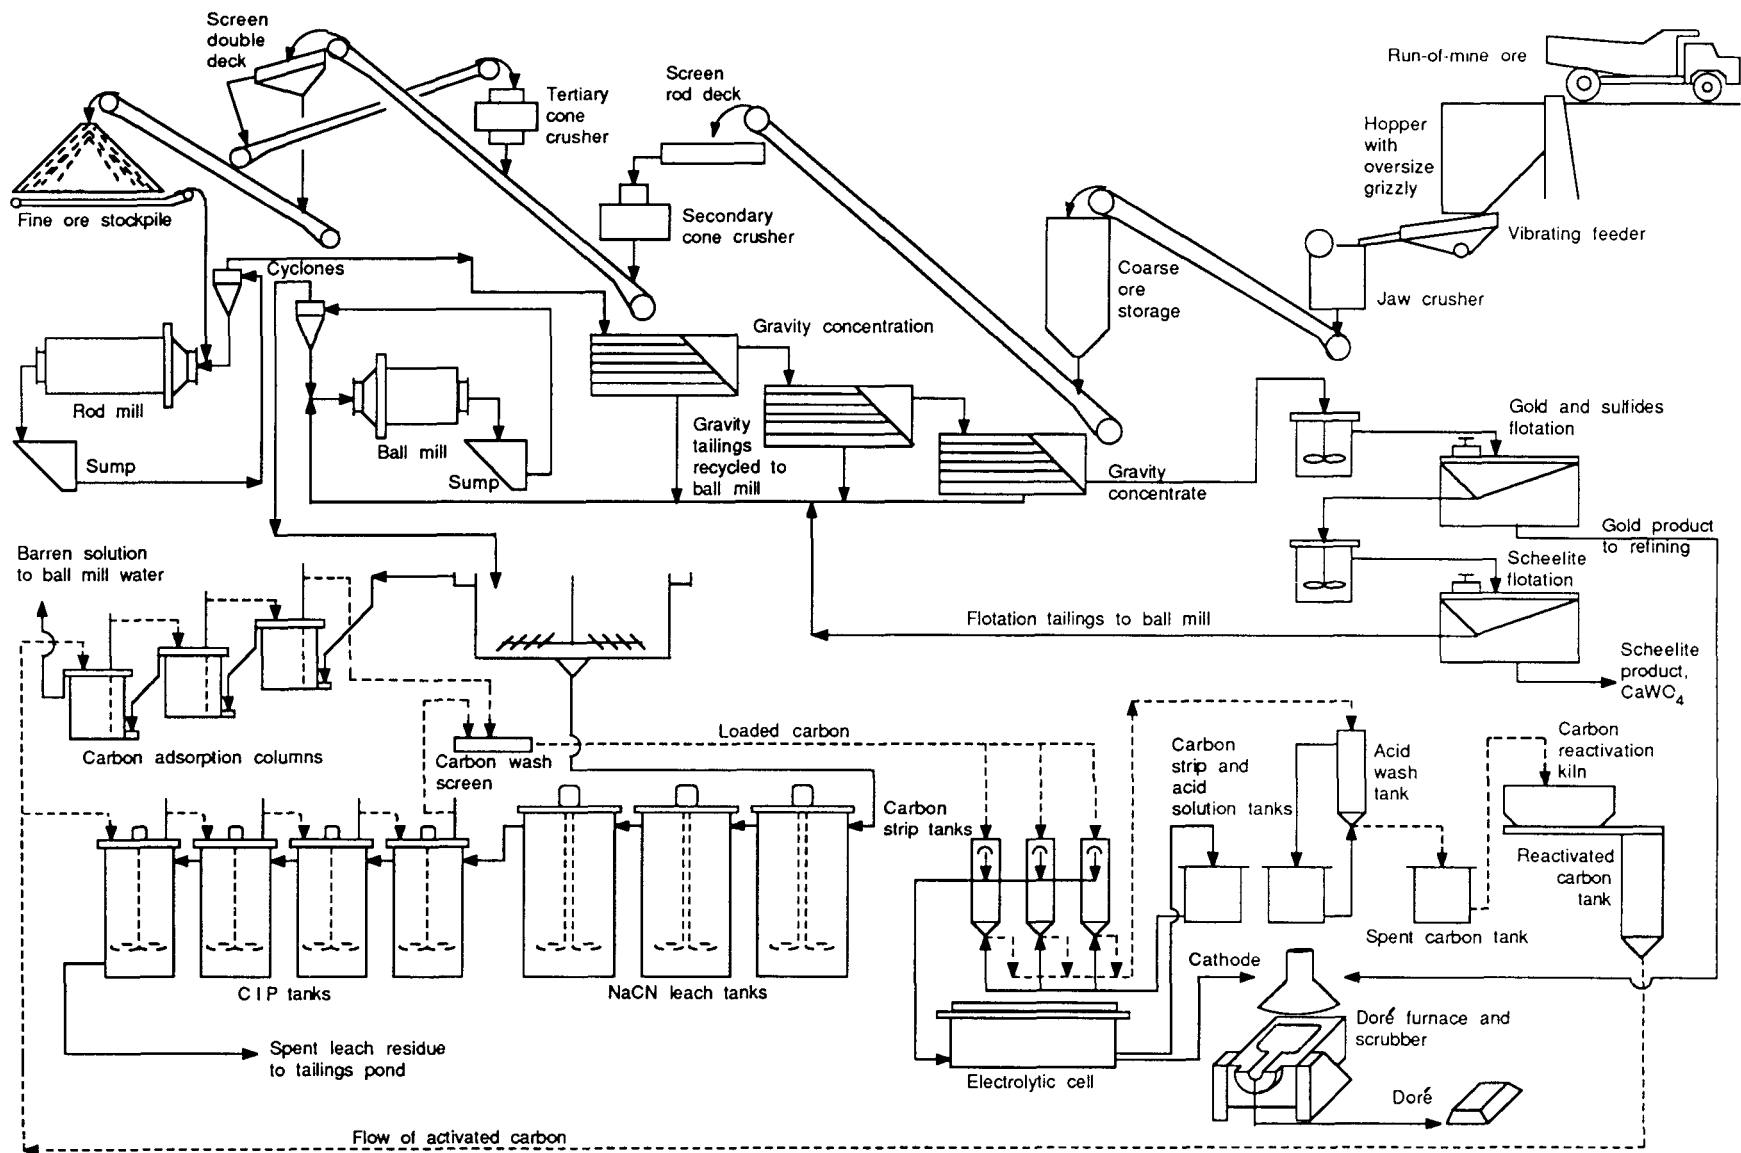 Screen
double
deck
Tertiary
cone
crusher
Screen
rod deck
Run-of-mine ore
Hopper
with
oversize
grizzly
Vibrating feeder
Fine ore stockpile
Secondary
cone crusher
Coarse
ore
storage
Jaw crusher
Cyclones
Gravity concentration
Rod mill
Sump
Ball mill
Sump
Gravity
tailings
recycled to
ball mill
Gravity
concentrate
Gold and sulfides
flotation
Gold product
to refining
Scheelite
flotation
Barren solution
to ball mill water
Flotation tailings to ball mill
Scheelite
product,
CaWO4
Carbon adsorption columns
Carbon wash
screen
Loaded carbon
Carbon
strip and
acid
solution tanks
Acid
wash
tank
Carbon
reactivation
kiln
Carbon
strip tanks
Reactivated
carbon
tank
Spent carbon tank
CIP tanks
NaCN leach tanks
Cathode
Spent leach residue
to tailings pond
Electrolytic cell
Doré furnace and
scrubber
Doré
Flow of activated carbon